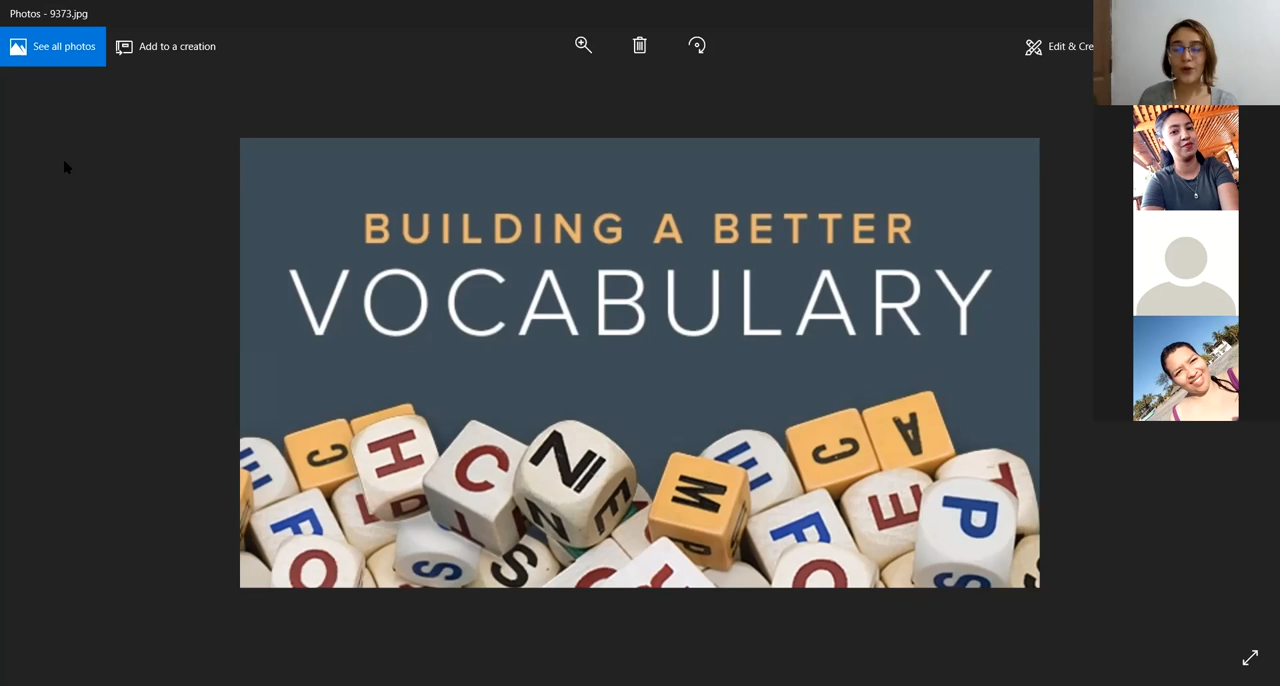 Photos - 9373.jpg
See all photos
Add to a creation
Edit & Cre
BUILDING A BETTER
VOCABULARY
C
H
C
N
E
C
A
E
T
F
D
T
N
E
M
P
F
E
P
O
S
S
O
S